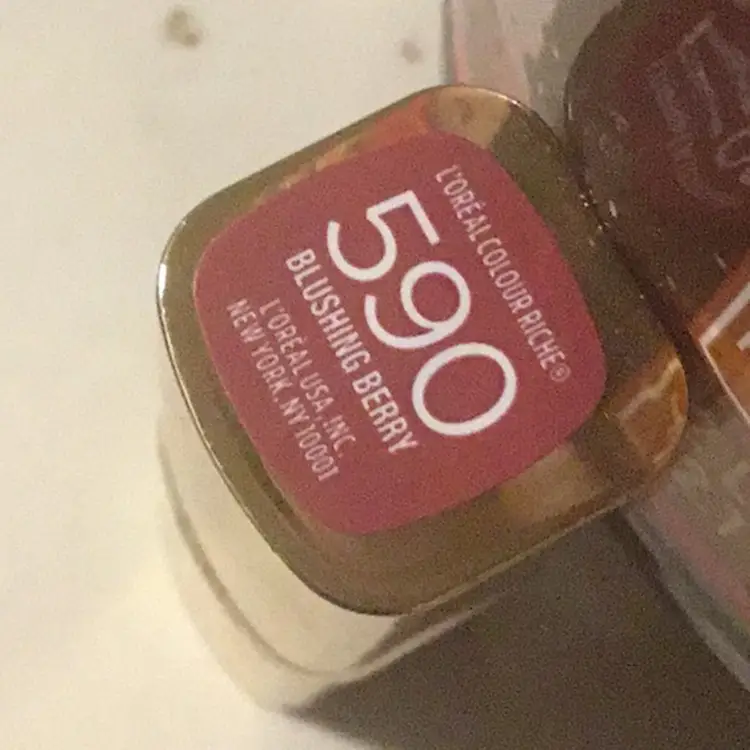 L'ORÉAL COLOUR RICHE®
590
BLUSHING BERRY
L'ORÉAL USA, INC.
NEW YORK, NY 10001